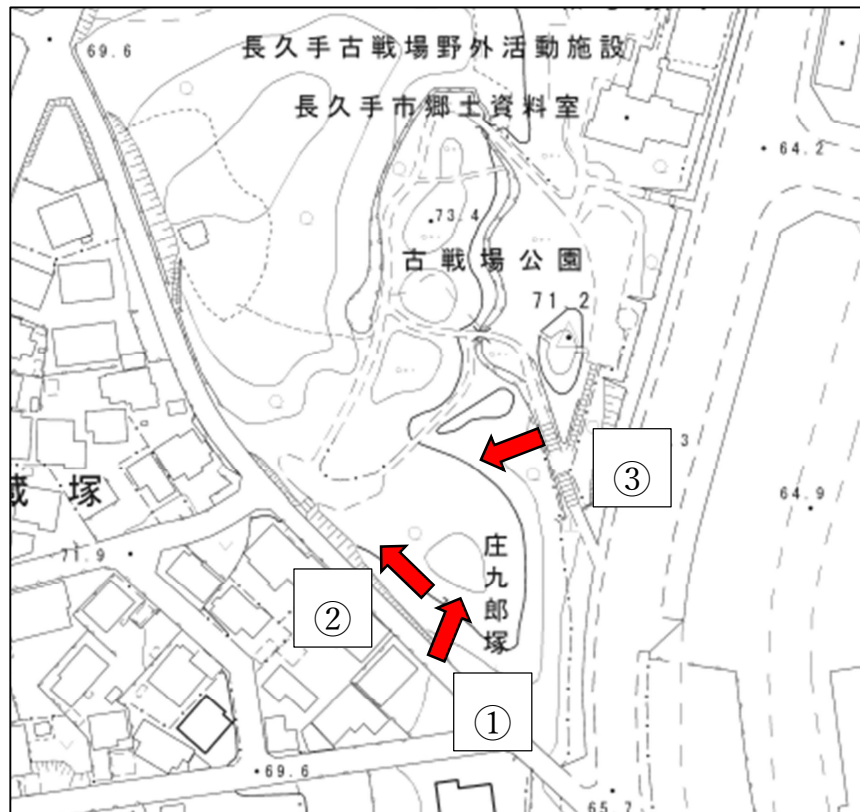 69.6
長久手古戦場野外活動施設
長久手市郷土資料室
64.2
73.4
古戦場公園
71.2
③
.3
64.9
塚
71.9
庄九郎塚
②
①
69.6
65.7